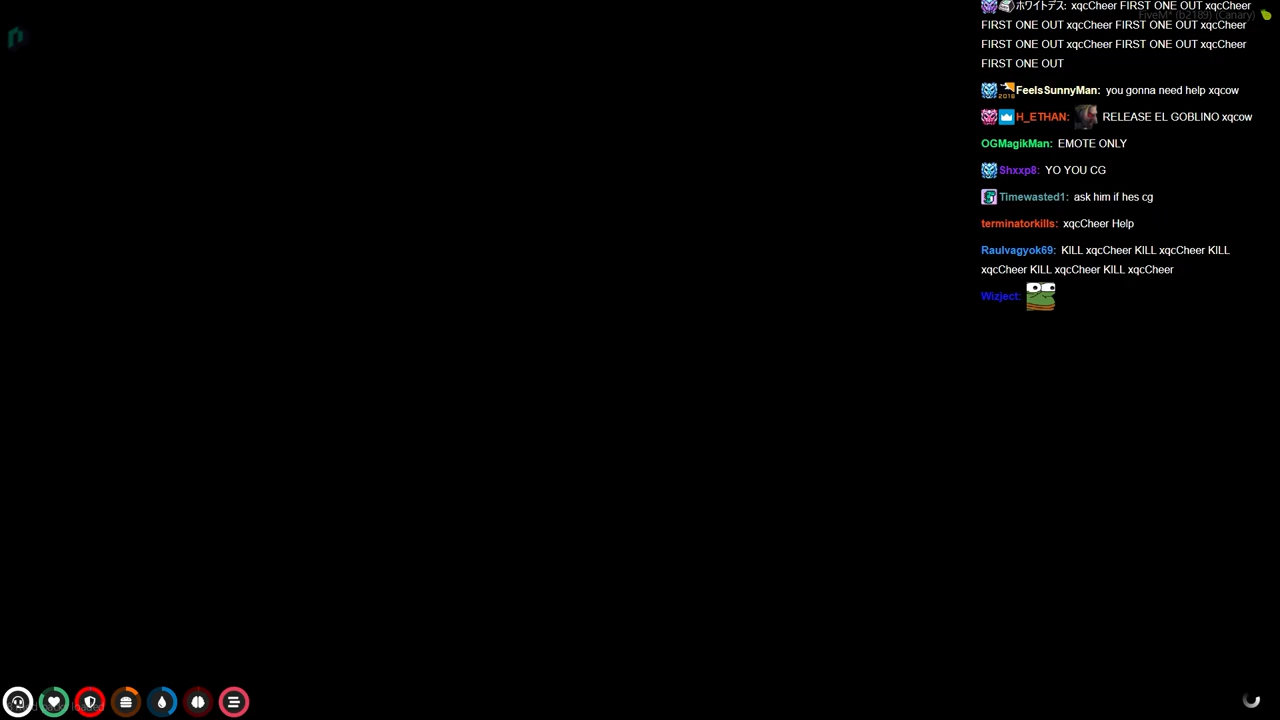 ホワイトデス: xqcCheer FIRST ONE OUT xqcCheer
FiveM* (b2189) (Canary)
FIRST ONE OUT xqcCheer FIRST ONE OUT xqcCheer
FIRST ONE OUT xqcCheer FIRST ONE OUT xqcCheer
FIRST ONE OUT
FeelsSunnyMan: you gonna need help xqcow
H_ETHAN: RELEASE EL GOBLINO xqcow
OGMagikMan: EMOTE ONLY
Shxxp8: YO YOU CG
Timewasted1: ask him if hes cg
terminatorkills: xqcCheer Help
Raulvagyok69: KILL xqcCheer KILL xqcCheer KILL
xqcCheer KILL xqcCheer KILL xqcCheer
Wizject: